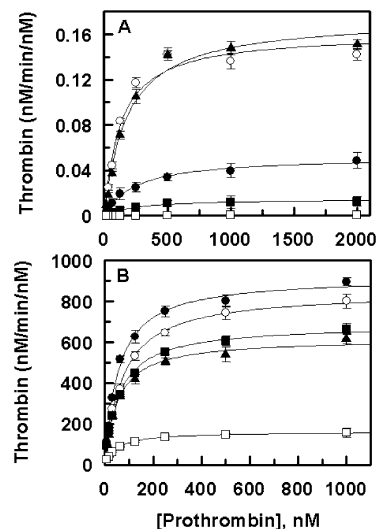 A
Thrombin (nM/min/nM)
0.16
0.12
0.08
0.04
0
0 500 1000 1500 2000
B
Thrombin (nM/min/nM)
1000
800
600
400
200
0
0 200 400 600 800 1000
[Prothrombin], nM